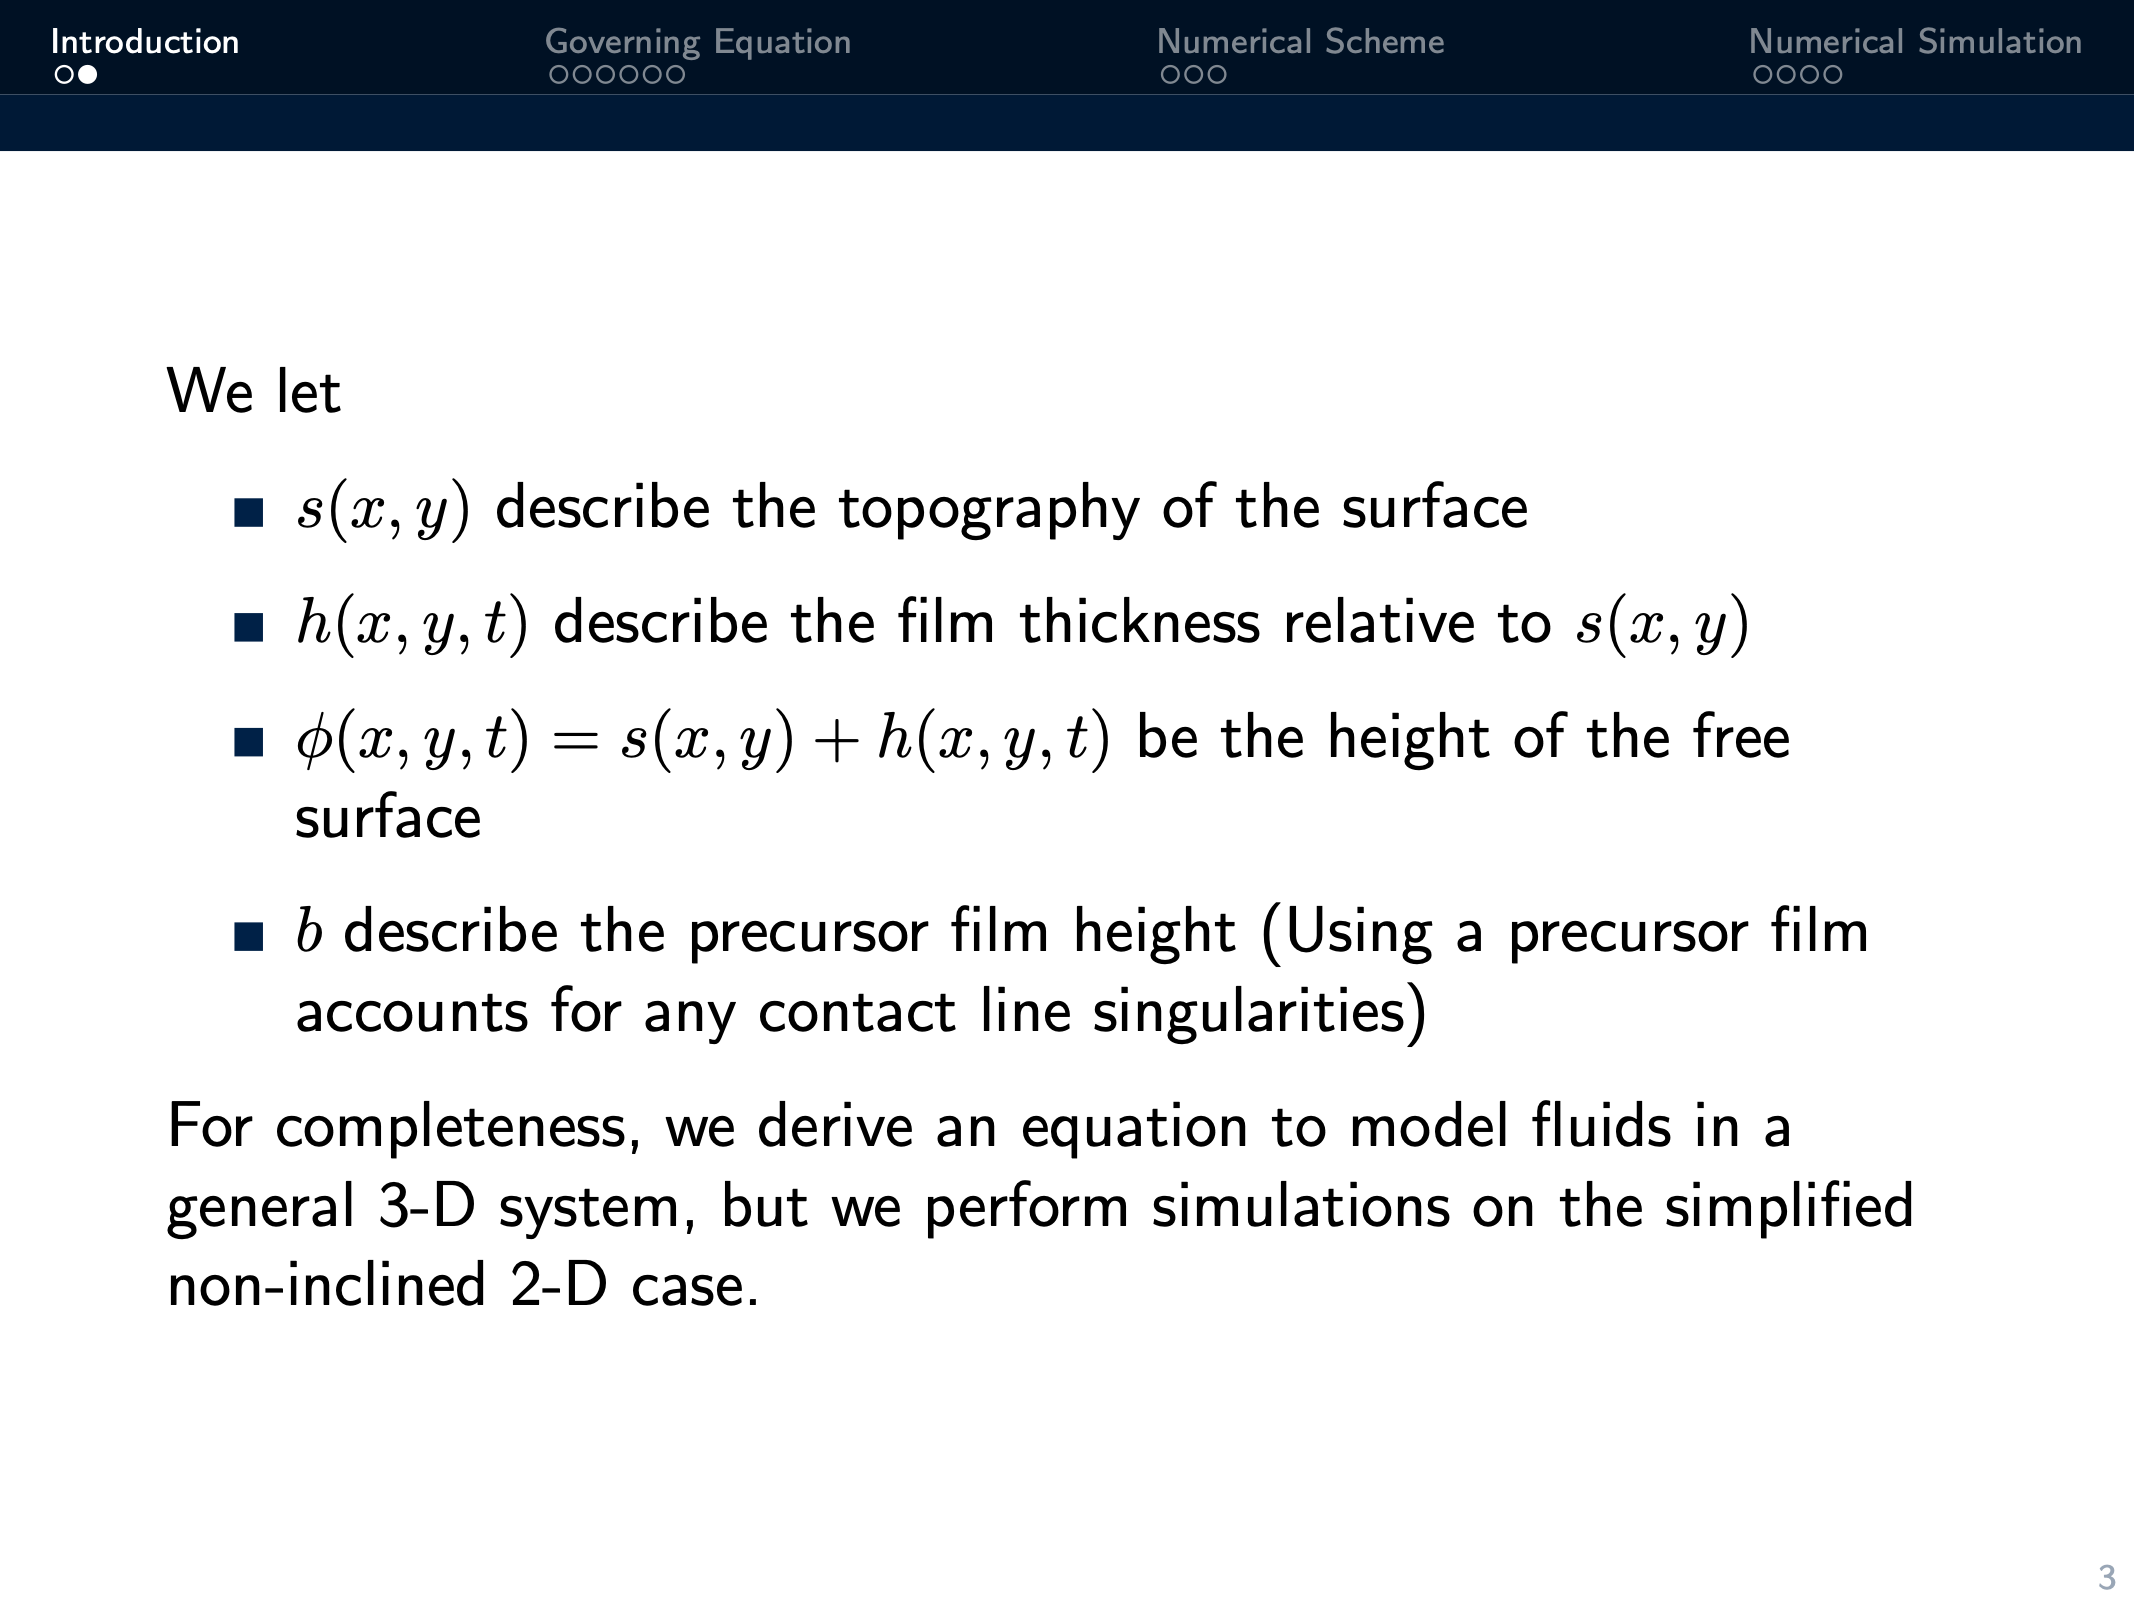 Introduction Governing Equation Numerical Scheme Numerical Simulation
We let
s(x, y) describe the topography of the surface
h(x, y, t) describe the film thickness relative to s(x, y)
ϕ(x, y, t) = s(x, y) + h(x, y, t) be the height of the free
surface
b describe the precursor film height (Using a precursor film
accounts for any contact line singularities)
For completeness, we derive an equation to model fluids in a
general 3-D system, but we perform simulations on the simplified
non-inclined 2-D case.
3